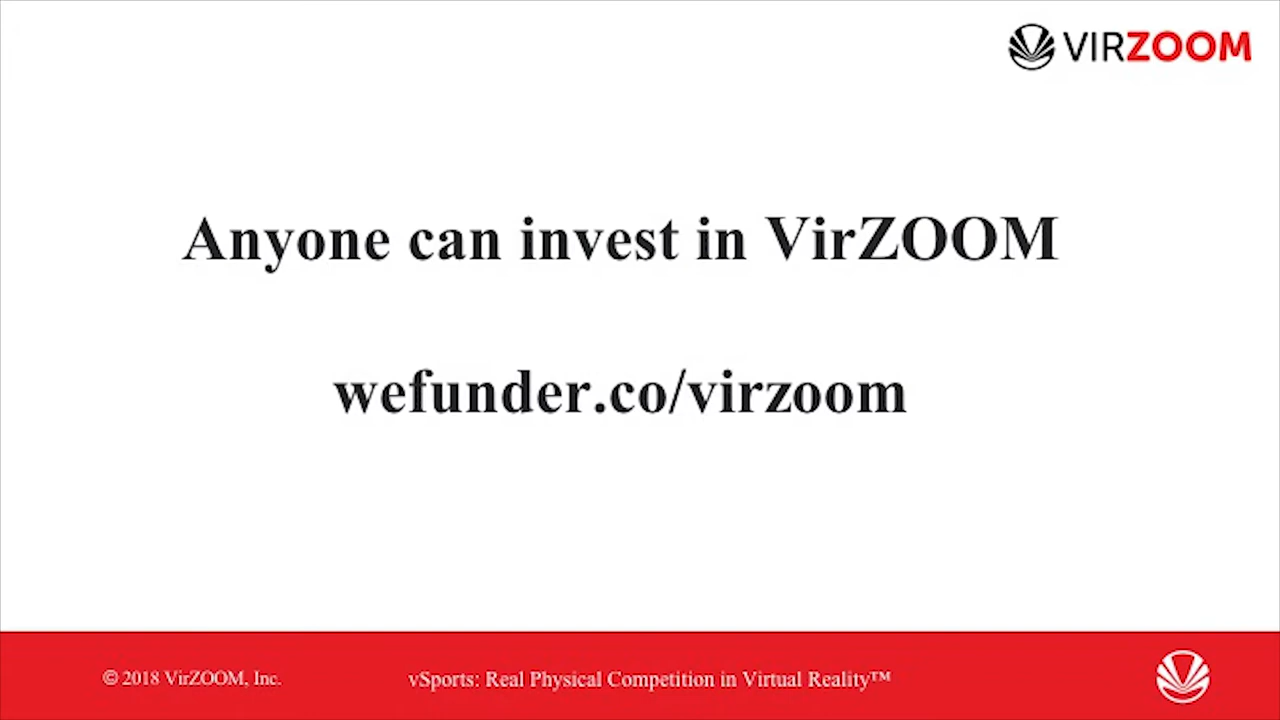 VIRZOOM
Anyone can invest in VirZOOM
wefunder.co/virzoom
© 2018 VirZOOM, Inc.
vSports: Real Physical Competition in Virtual Reality™